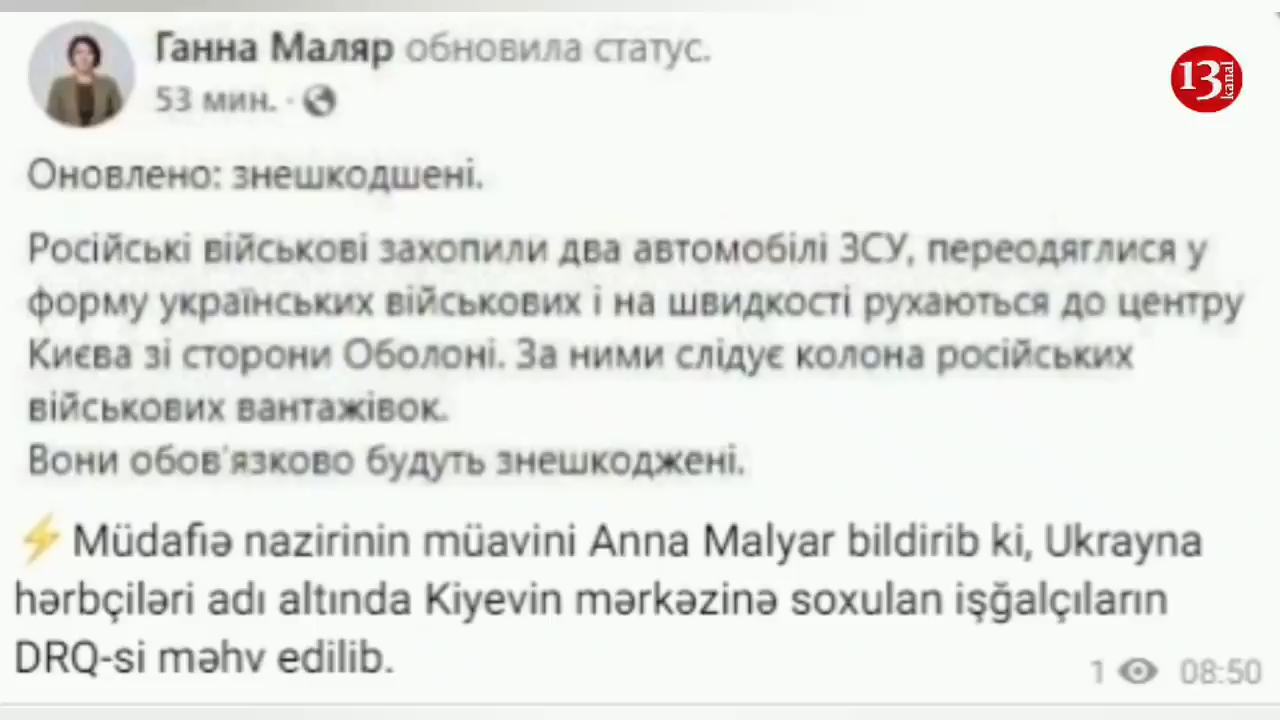 Ганна Маляр обновила статус.
53 мин. ·
13 kanal
Оновлено: знешкодшені.
Російські військові захопили два автомобілі ЗСУ, переодяглися у
форму українських військових і на швидкості рухаються до центру
Києва зі сторони Оболоні. За ними слідує колона російських
військових вантажівок.
Вони обов'язково будуть знешкоджені.
⚡Müdafiə nazirinin müavini Anna Malyar bildirib ki, Ukrayna
hərbçiləri adı altında Kiyevin mərkəzinə soxulan işğalçıların
DRQ-si məhv edilib.
1 08:50